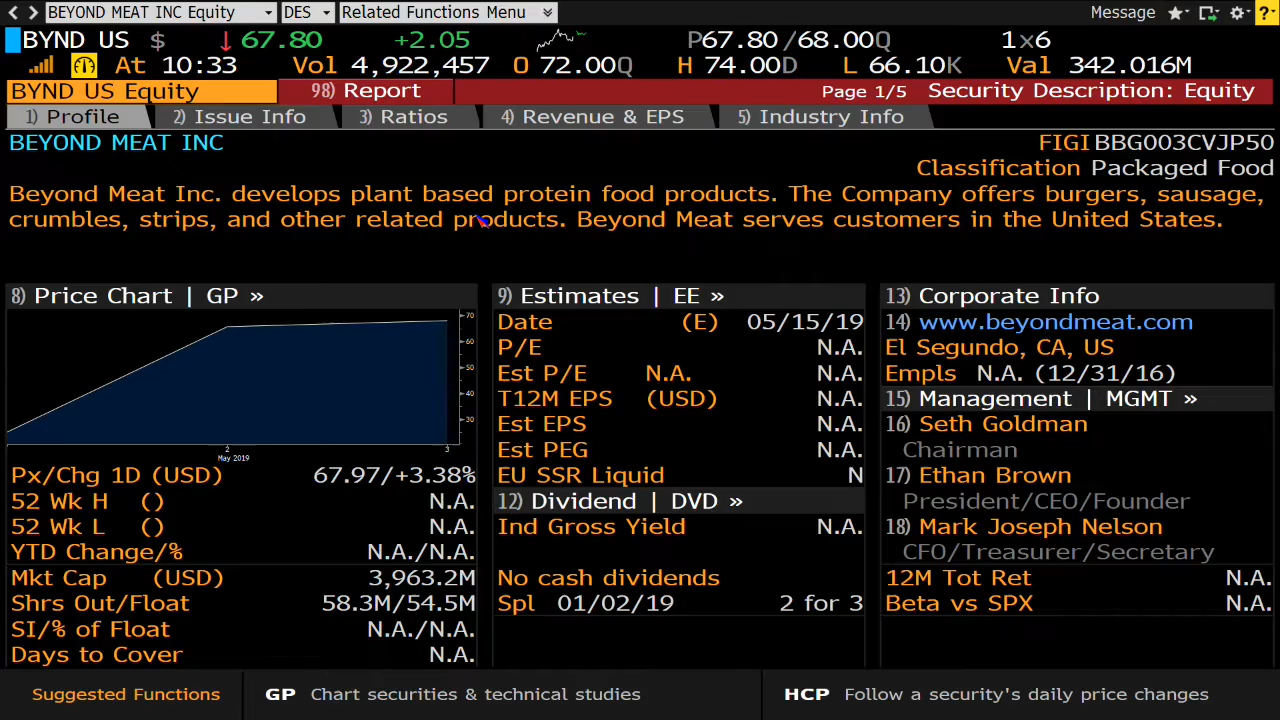 BEYOND MEAT INC Equity DES Related Functions Menu Message ?
BYND US $ ↓67.80 +2.05 P67.80 /68.00Q 1x6
At 10:33 Vol 4,922,457 O 72.00Q H 74.00D L 66.10K Val 342.016M
BYND US Equity 98) Report Page 1/5 Security Description: Equity
1) Profile 2) Issue Info 3) Ratios 4) Revenue & EPS 5) Industry Info
BEYOND MEAT INC FIGI BBG003CVJP50
Classification Packaged Food
Beyond Meat Inc. develops plant based protein food products. The Company offers burgers, sausage,
crumbles, strips, and other related products. Beyond Meat serves customers in the United States.
8) Price Chart | GP »
70
60
50
40
30
2 3
May 2019
Px/Chg 1D (USD) 67.97/+3.38%
52 Wk H () N.A.
52 Wk L () N.A.
YTD Change/% N.A./N.A.
Mkt Cap (USD) 3,963.2M
Shrs Out/Float 58.3M/54.5M
SI/% of Float N.A./N.A.
Days to Cover N.A.
9) Estimates | EE »
Date (E) 05/15/19
P/E N.A.
Est P/E N.A. N.A.
T12M EPS (USD) N.A.
Est EPS N.A.
Est PEG N.A.
EU SSR Liquid N
12) Dividend | DVD »
Ind Gross Yield N.A.
No cash dividends
Spl 01/02/19 2 for 3
13) Corporate Info
14) www.beyondmeat.com
El Segundo, CA, US
Empls N.A. (12/31/16)
15) Management | MGMT »
16) Seth Goldman
Chairman
17) Ethan Brown
President/CEO/Founder
18) Mark Joseph Nelson
CFO/Treasurer/Secretary
12M Tot Ret N.A.
Beta vs SPX N.A.
Suggested Functions GP Chart securities & technical studies HCP Follow a security's daily price changes